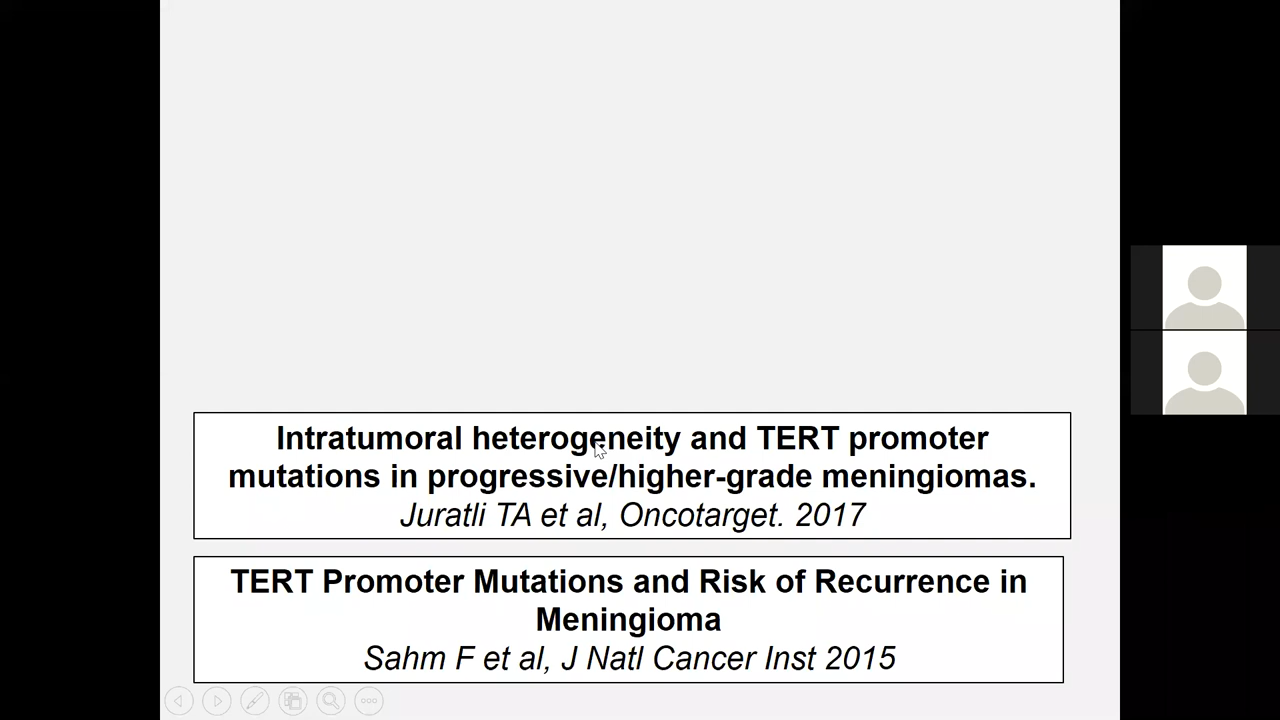 Intratumoral heterogeneity and TERT promoter
mutations in progressive/higher-grade meningiomas.
Juratli TA et al, Oncotarget. 2017
TERT Promoter Mutations and Risk of Recurrence in
Meningioma
Sahm F et al, J Natl Cancer Inst 2015